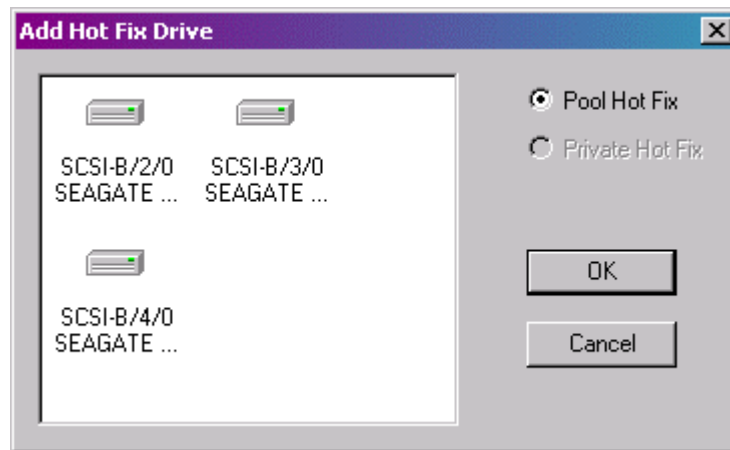 Add Hot Fix Drive
SCSI-B/2/0
SEAGATE ...
SCSI-B/3/0
SEAGATE ...
SCSI-B/4/0
SEAGATE ...
Pool Hot Fix
Private Hot Fix
OK
Cancel